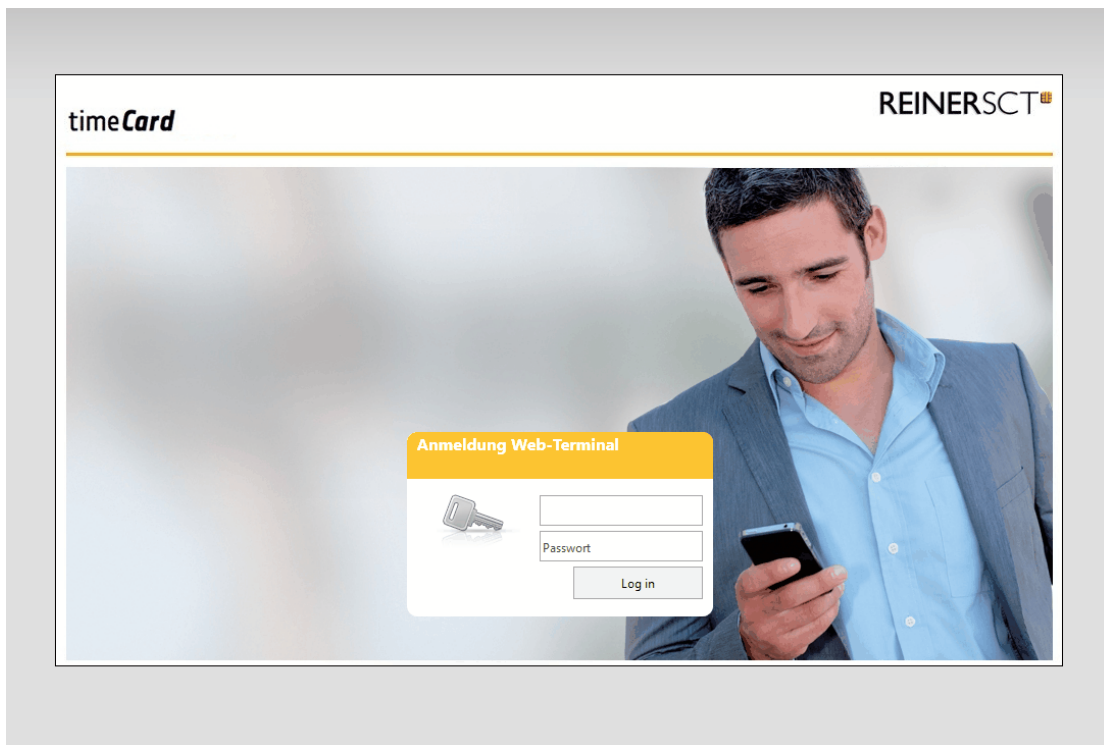 timeCard
REINERSCT
Anmeldung Web-Terminal
Passwort
Log in